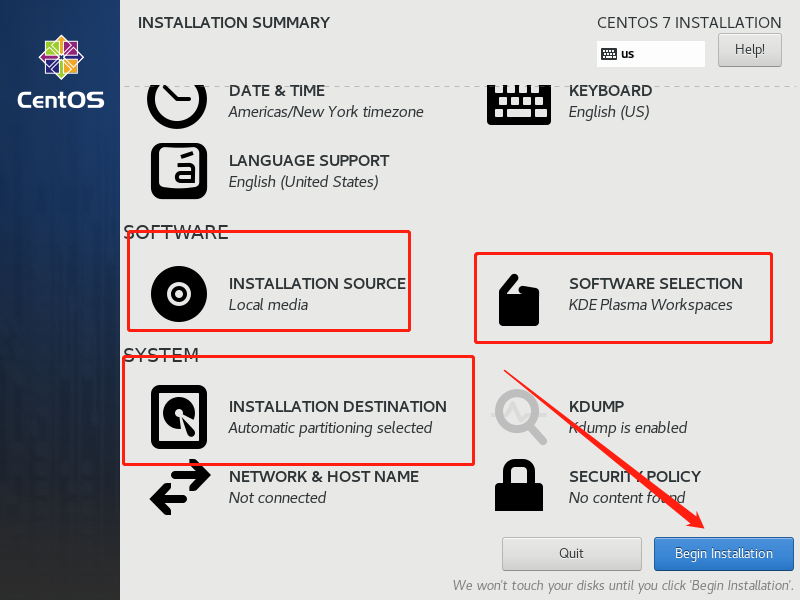 INSTALLATION SUMMARY
CENTOS 7 INSTALLATION
us
Help!
CentOS
DATE & TIME
Americas/New York timezone
KEYBOARD
English (US)
á
LANGUAGE SUPPORT
English (United States)
SOFTWARE
INSTALLATION SOURCE
Local media
SOFTWARE SELECTION
KDE Plasma Workspaces
SYSTEM
INSTALLATION DESTINATION
Automatic partitioning selected
KDUMP
Kdump is enabled
NETWORK & HOST NAME
Not connected
SECURITY POLICY
No content found
Quit
Begin Installation
We won't touch your disks until you click 'Begin Installation'.